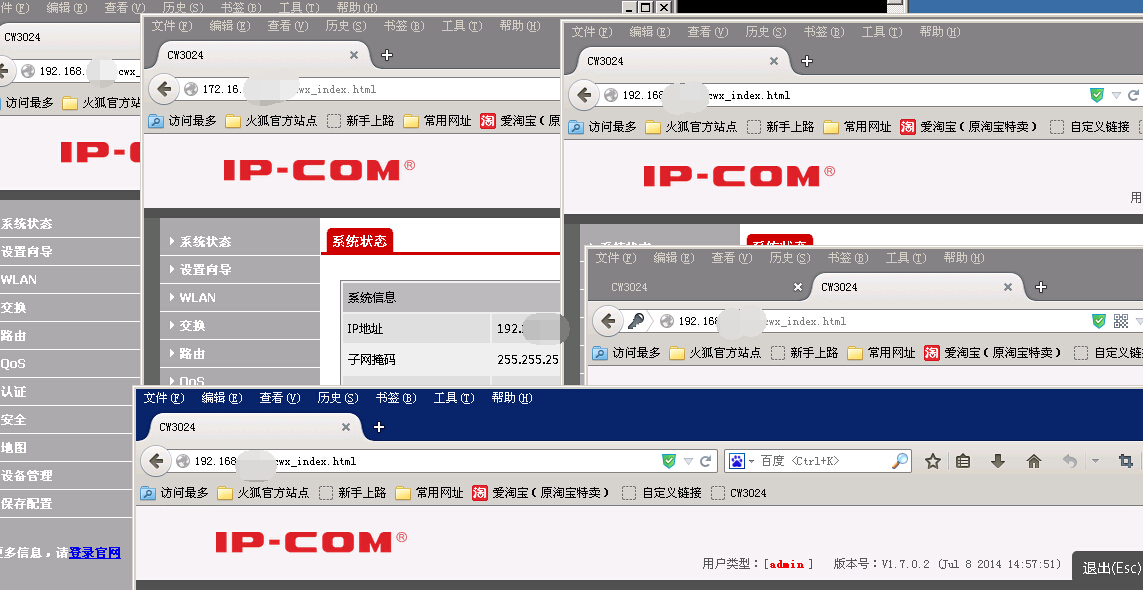 件(F) 编辑(E) 查看(V) 历史(S) 书签(B) 工具(T) 帮助(H)
CW3024
192.168. cwx_
访问最多 火狐官方站
IP-C
系统状态
设置向导
WLAN
交换
路由
QoS
认证
安全
地图
设备管理
保存配置
更多信息，请登录官网
文件(F) 编辑(E) 查看(V) 历史(S) 书签(B) 工具(T) 帮助(H)
CW3024
172.16. cwx_index.html
访问最多 火狐官方站点 新手上路 常用网址 爱淘宝(原
IP-COM®
系统状态
设置向导
WLAN
交换
路由
QoS
系统状态
系统信息
IP地址 192.
子网掩码 255.255.25
文件(F) 编辑(E) 查看(V) 历史(S) 书签(B) 工具(T) 帮助(H)
CW3024
192.168 cwx_index.html
访问最多 火狐官方站点 新手上路 常用网址 爱淘宝(原淘宝特卖) 自定义链接
IP-COM®
用
系统状态
系统状态
文件(F) 编辑(E) 查看(V) 历史(S) 书签(B) 工具(T) 帮助(H)
CW3024 CW3024
192.168 cwx_index.html
访问最多 火狐官方站点 新手上路 常用网址 爱淘宝(原淘宝特卖) 自定义链
文件(F) 编辑(E) 查看(V) 历史(S) 书签(B) 工具(T) 帮助(H)
CW3024
192.168 cwx_index.html 百度 <Ctrl+K>
访问最多 火狐官方站点 新手上路 常用网址 爱淘宝(原淘宝特卖) 自定义链接 CW3024
IP-COM®
用户类型：[admin ] 版本号：V1.7.0.2 (Jul 8 2014 14:57:51)
退出(Esc)